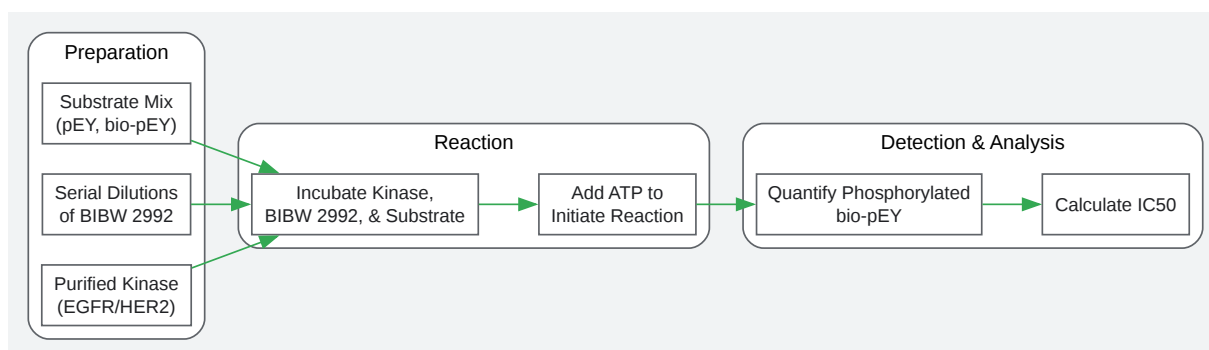 Preparation
Substrate Mix
(pEY, bio-pEY)
Serial Dilutions
of BIBW 2992
Purified Kinase
(EGFR/HER2)
Reaction
Incubate Kinase,
BIBW 2992, & Substrate
Add ATP to
Initiate Reaction
Detection & Analysis
Quantify Phosphorylated
bio-pEY
Calculate IC50